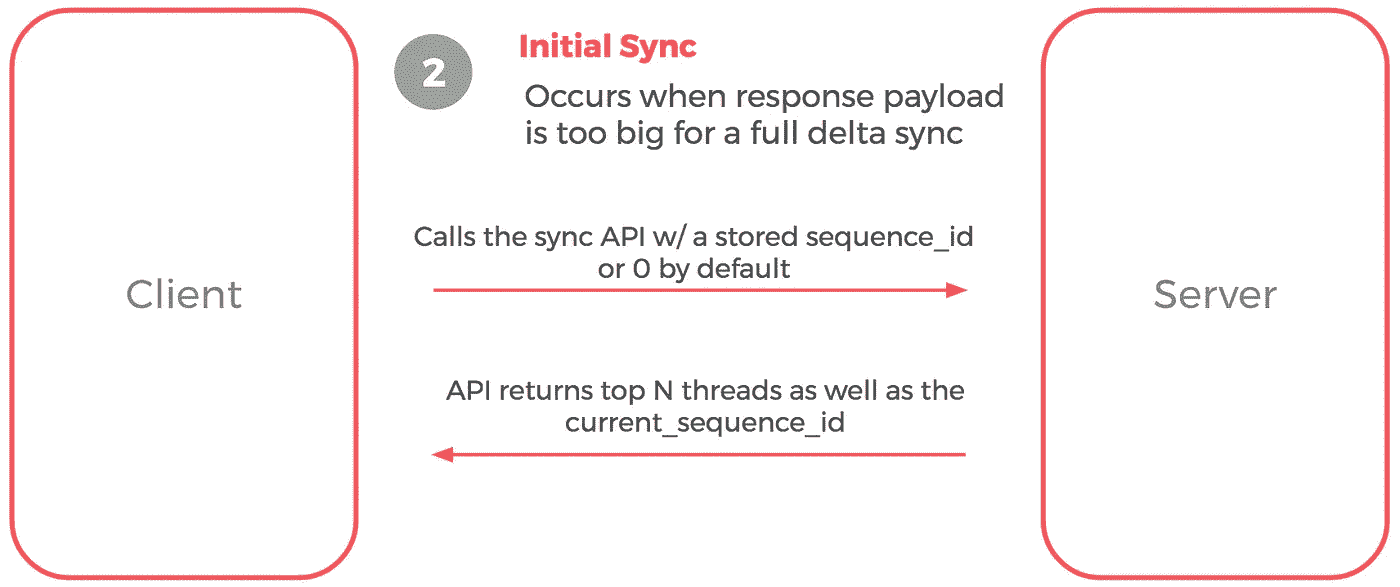 2
Initial Sync
Occurs when response payload
is too big for a full delta sync
Calls the sync API w/ a stored sequence_id
or 0 by default
Client
Server
API returns top N threads as well as the
current_sequence_id